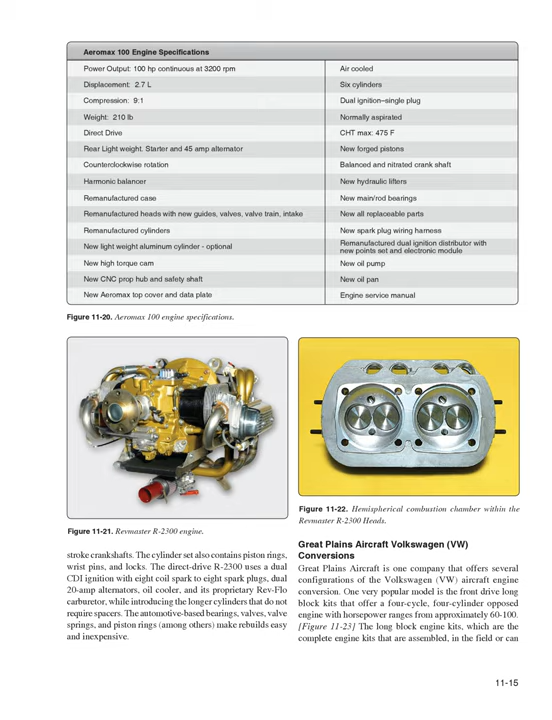 Aeromax 100 Engine Specifications
Power Output: 100 hp continuous at 3200 rpm
Air cooled
Displacement: 2.7 L
Six cylinders
Compression: 9:1
Dual ignition–single plug
Weight: 210 lb
Normally aspirated
Direct Drive
CHT max: 475 F
Rear Light weight. Starter and 45 amp alternator
New forged pistons
Counterclockwise rotation
Balanced and nitrated crank shaft
Harmonic balancer
New hydraulic lifters
Remanufactured case
New main/rod bearings
Remanufactured heads with new guides, valves, valve train, intake
New all replaceable parts
Remanufactured cylinders
New spark plug wiring harness
New light weight aluminum cylinder - optional
Remanufactured dual ignition distributor with
new points set and electronic module
New high torque cam
New oil pump
New CNC prop hub and safety shaft
New oil pan
New Aeromax top cover and data plate
Engine service manual
Figure 11-20. Aeromax 100 engine specifications.
Figure 11-21. Revmaster R-2300 engine.
stroke crankshafts. The cylinder set also contains piston rings,
wrist pins, and locks. The direct-drive R-2300 uses a dual
CDI ignition with eight coil spark to eight spark plugs, dual
20-amp alternators, oil cooler, and its proprietary Rev-Flo
carburetor, while introducing the longer cylinders that do not
require spacers. The automotive-based bearings, valves, valve
springs, and piston rings (among others) make rebuilds easy
and inexpensive.
Figure 11-22. Hemispherical combustion chamber within the
Revmaster R-2300 Heads.
Great Plains Aircraft Volkswagen (VW)
Conversions
Great Plains Aircraft is one company that offers several
configurations of the Volkswagen (VW) aircraft engine
conversion. One very popular model is the front drive long
block kits that offer a four-cycle, four-cylinder opposed
engine with horsepower ranges from approximately 60-100.
[Figure 11-23] The long block engine kits, which are the
complete engine kits that are assembled, in the field or can
11-15